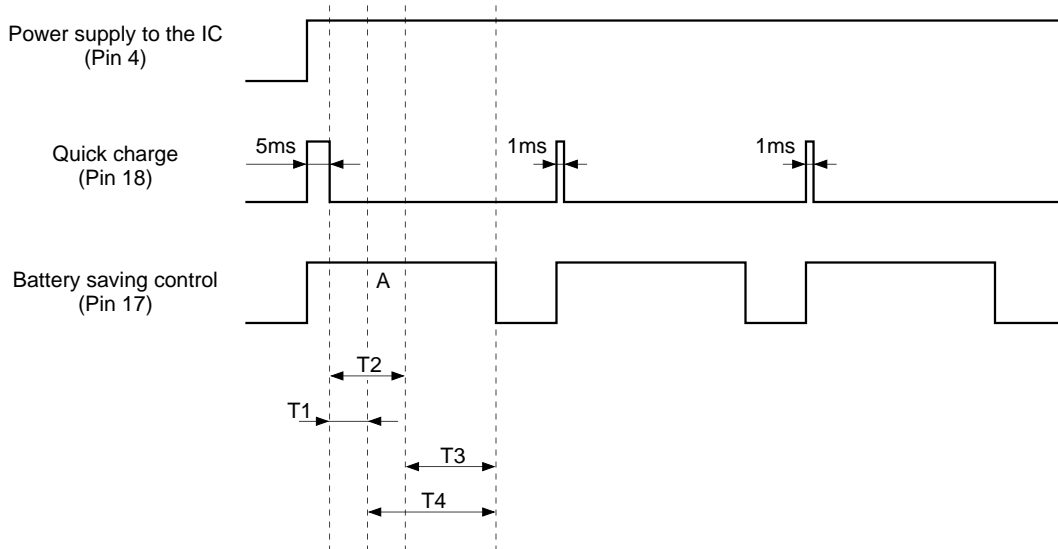 Power supply to the IC
(Pin 4)
5ms
1ms
1ms
Quick charge
(Pin 18)
A
Battery saving control
(Pin 17)
T2
T1
T3
T4